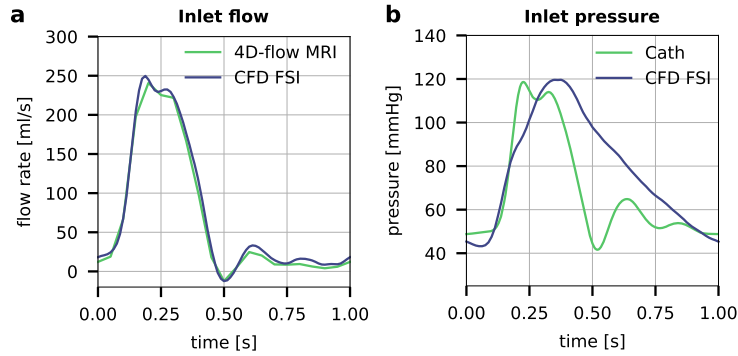 a
Inlet flow
300
250
200
150
100
50
0
flow rate [ml/s]
4D-flow MRI
CFD FSI
0.00 0.25 0.50 0.75 1.00
time [s]
b
Inlet pressure
140
120
100
80
60
40
pressure [mmHg]
Cath
CFD FSI
0.00 0.25 0.50 0.75 1.00
time [s]